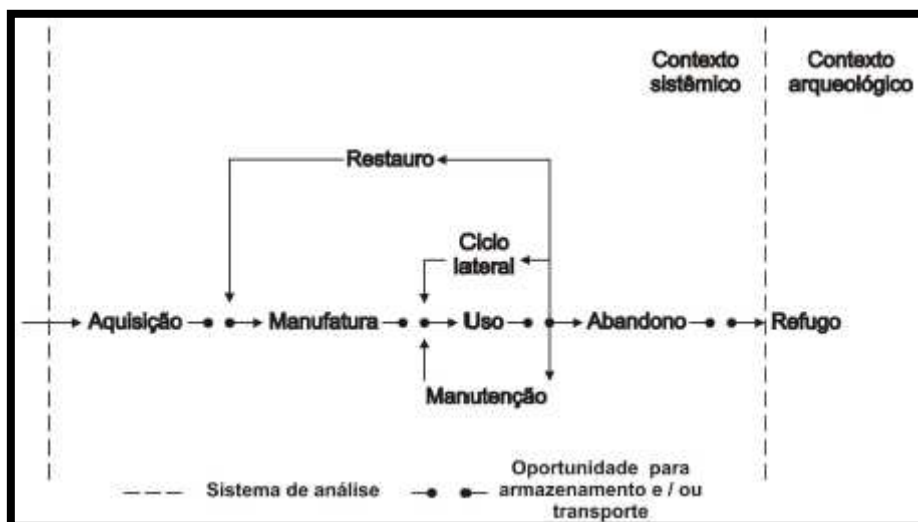 Contexto
sistêmico
Contexto
arqueológico
Restauro
Ciclo
lateral
Aquisição
Manufatura
Uso
Abandono
Refugo
Manutenção
Sistema de análise
Oportunidade para
armazenamento e / ou
transporte